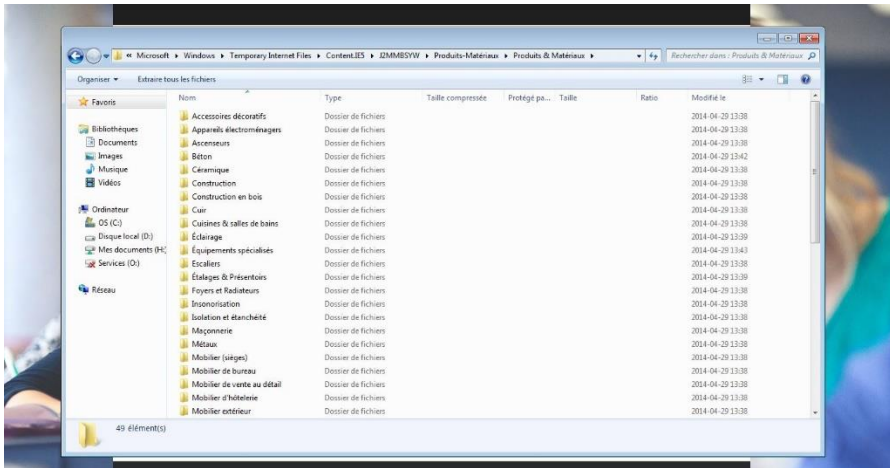 « Microsoft ▸ Windows ▸ Temporary Internet Files ▸ Content.IE5 ▸ J2MMBSYW ▸ Produits-Matériaux ▸ Produits & Matériaux ▸ Rechercher dans : Produits & Matériaux
Organiser Extraire tous les fichiers
Favoris
Bibliothèques
Documents
Images
Musique
Vidéos
Ordinateur
OS (C:)
Disque local (D:)
Mes documents (H:)
Services (O:)
Réseau
Nom Type Taille compressée Protégé pa... Taille Ratio Modifié le
Accessoires décoratifs Dossier de fichiers 2014-04-29 13:38
Appareils électroménagers Dossier de fichiers 2014-04-29 13:38
Ascenseurs Dossier de fichiers 2014-04-29 13:38
Béton Dossier de fichiers 2014-04-29 13:42
Céramique Dossier de fichiers 2014-04-29 13:38
Construction Dossier de fichiers 2014-04-29 13:38
Construction en bois Dossier de fichiers 2014-04-29 13:38
Cuir Dossier de fichiers 2014-04-29 13:38
Cuisines & salles de bains Dossier de fichiers 2014-04-29 13:38
Éclairage Dossier de fichiers 2014-04-29 13:39
Équipements spécialisés Dossier de fichiers 2014-04-29 13:43
Escaliers Dossier de fichiers 2014-04-29 13:38
Étalages & Présentoirs Dossier de fichiers 2014-04-29 13:39
Foyers et Radiateurs Dossier de fichiers 2014-04-29 13:38
Insonorisation Dossier de fichiers 2014-04-29 13:38
Isolation et étanchéité Dossier de fichiers 2014-04-29 13:38
Maçonnerie Dossier de fichiers 2014-04-29 13:38
Métaux Dossier de fichiers 2014-04-29 13:38
Mobilier (sièges) Dossier de fichiers 2014-04-29 13:38
Mobilier de bureau Dossier de fichiers 2014-04-29 13:38
Mobilier de vente au détail Dossier de fichiers 2014-04-29 13:38
Mobilier d'hôtelerie Dossier de fichiers 2014-04-29 13:38
Mobilier extérieur Dossier de fichiers 2014-04-29 13:38
49 élément(s)